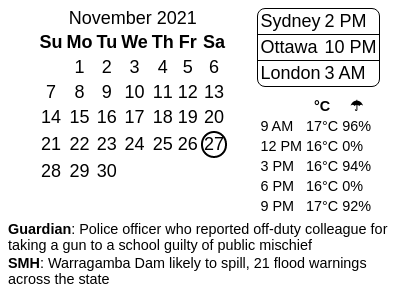 November 2021
Su Mo Tu We Th Fr Sa
1 2 3 4 5 6
7 8 9 10 11 12 13
14 15 16 17 18 19 20
21 22 23 24 25 26 27
28 29 30
Sydney 2 PM
Ottawa 10 PM
London 3 AM
°C ☂
9 AM 17°C 96%
12 PM 16°C 0%
3 PM 16°C 94%
6 PM 16°C 0%
9 PM 17°C 92%
Guardian: Police officer who reported off-duty colleague for
taking a gun to a school guilty of public mischief
SMH: Warragamba Dam likely to spill, 21 flood warnings
across the state